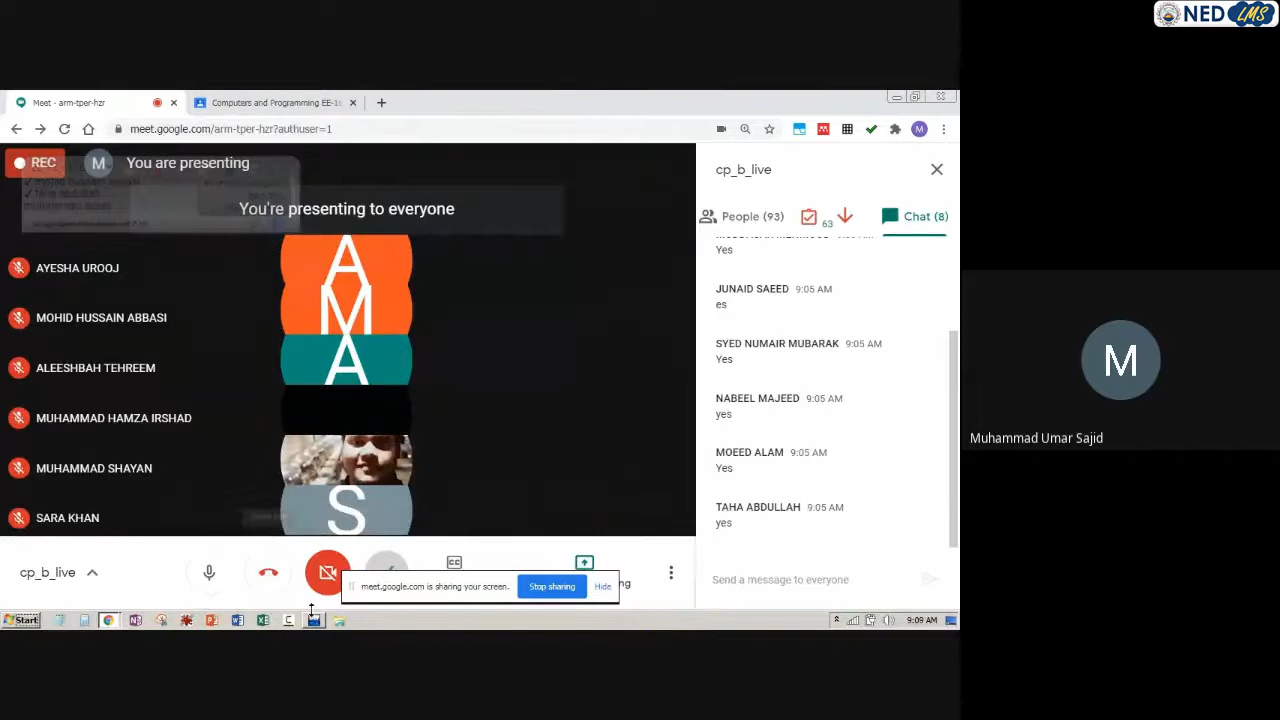 NED LMS
Meet - arm-tper-hzr
Computers and Programming EE-1
meet.google.com/arm-tper-hzr?authuser=1
M
REC
M
You are presenting
You're presenting to everyone
AYESHA UROOJ
A
MOHID HUSSAIN ABBASI
M
ALEESHBAH TEHREEM
A
MUHAMMAD HAMZA IRSHAD
MUHAMMAD SHAYAN
SARA KHAN
S
cp_b_live
People (93)
63
Chat (8)
Yes
JUNAID SAEED 9:05 AM
es
SYED NUMAIR MUBARAK 9:05 AM
Yes
NABEEL MAJEED 9:05 AM
yes
MOEED ALAM 9:05 AM
Yes
TAHA ABDULLAH 9:05 AM
yes
Send a message to everyone
cp_b_live
CC
ng
meet.google.com is sharing your screen.
Stop sharing
Hide
Start
9:09 AM
M
Muhammad Umar Sajid